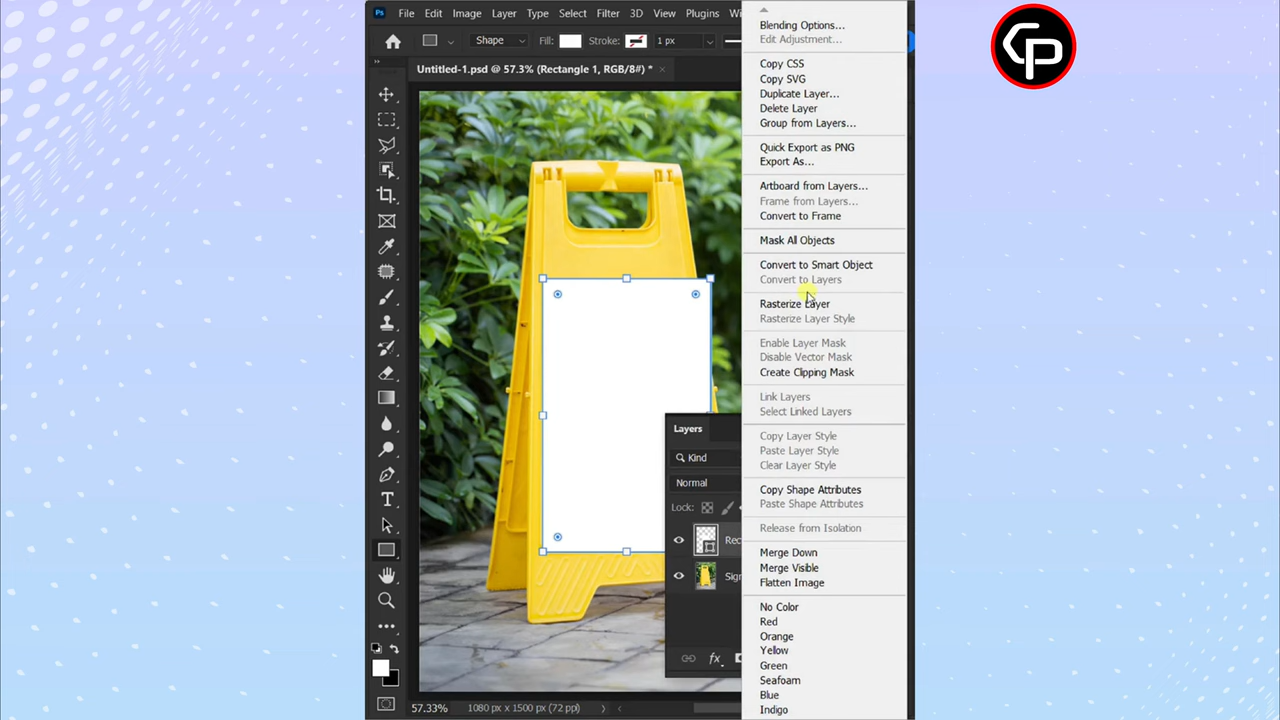 Ps File Edit Image Layer Type Select Filter 3D View Plugins
Shape Fill: Stroke: 1 px
Untitled-1.psd @ 57.3% (Rectangle 1, RGB/8#) * ×
CP
Blending Options...
Edit Adjustment...
Copy CSS
Copy SVG
Duplicate Layer...
Delete Layer
Group from Layers...
Quick Export as PNG
Export As...
Artboard from Layers...
Frame from Layers...
Convert to Frame
Mask All Objects
Convert to Smart Object
Convert to Layers
Rasterize Layer
Rasterize Layer Style
Enable Layer Mask
Disable Vector Mask
Create Clipping Mask
Link Layers
Select Linked Layers
Copy Layer Style
Paste Layer Style
Clear Layer Style
Copy Shape Attributes
Paste Shape Attributes
Release from Isolation
Merge Down
Merge Visible
Flatten Image
No Color
Red
Orange
Yellow
Green
Seafoam
Blue
Indigo
Layers
Kind
Normal
Lock:
Rec
Sign
fx
57.33% 1080 px x 1500 px (72 ppi)